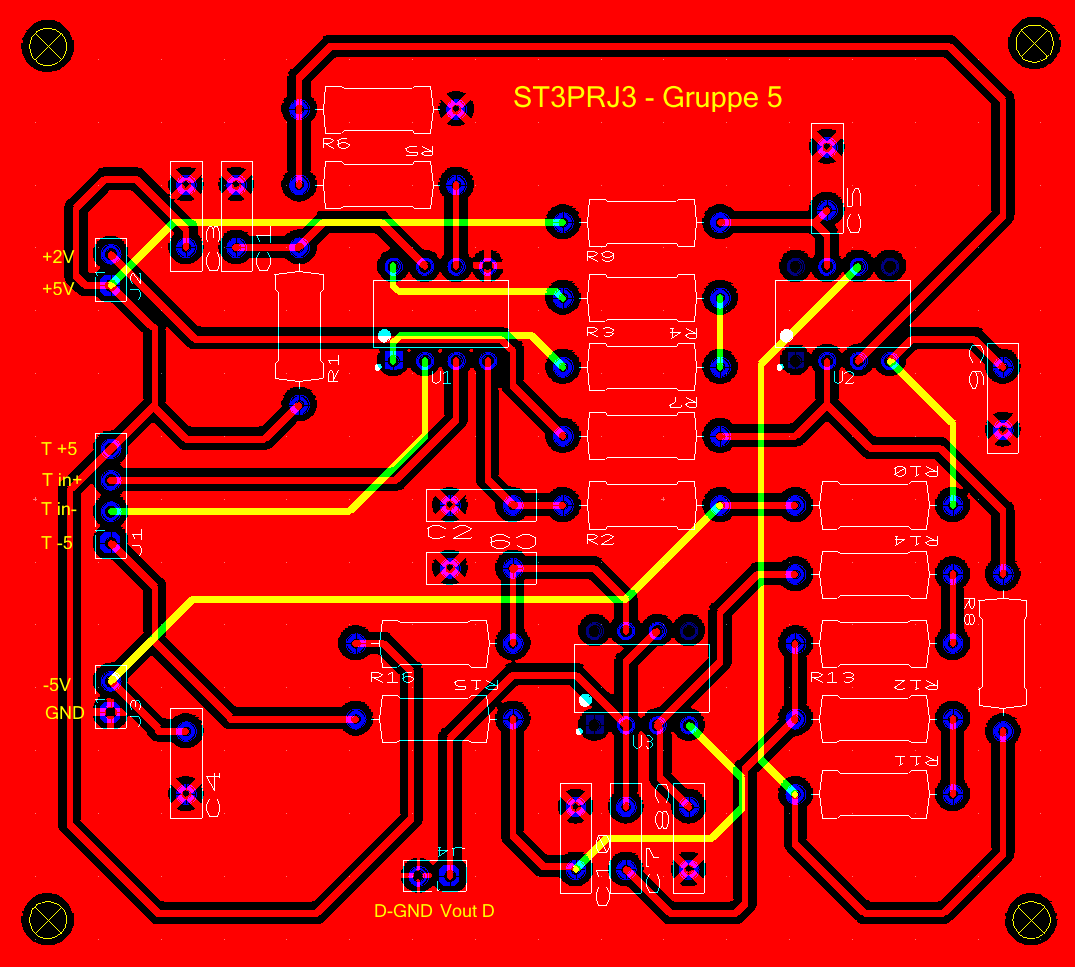 ST3PRJ3 - Gruppe 5
R6
R5
C5
C3
C1
R9
+2V
J2
+5V
R3
R4
R1
U1
U2
C6
R7
T +5
R10
T in+
T in-
C2
R2
R14
T -5
J1
C9
R8
R16
R15
R13
R12
-5V
GND
J3
U3
R11
C4
C8
J4
C10
C7
D-GND Vout D